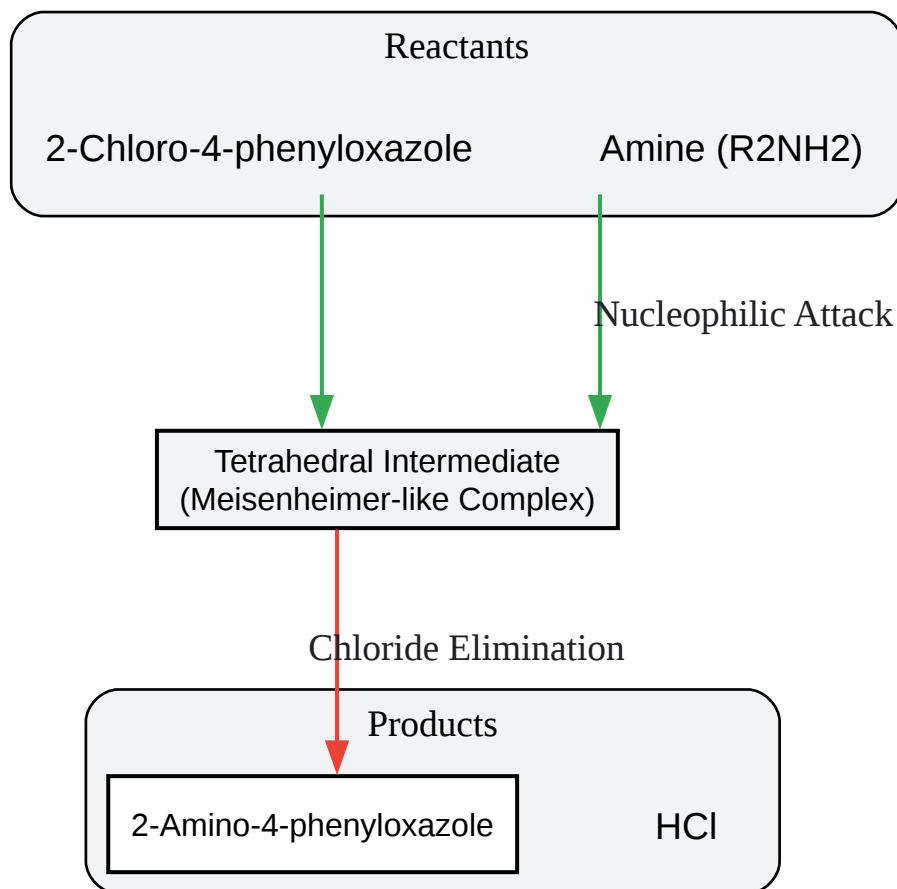 Reactants
2-Chloro-4-phenyloxazole
Amine (R2NH2)
Nucleophilic Attack
Tetrahedral Intermediate
(Meisenheimer-like Complex)
Chloride Elimination
Products
2-Amino-4-phenyloxazole
HCl